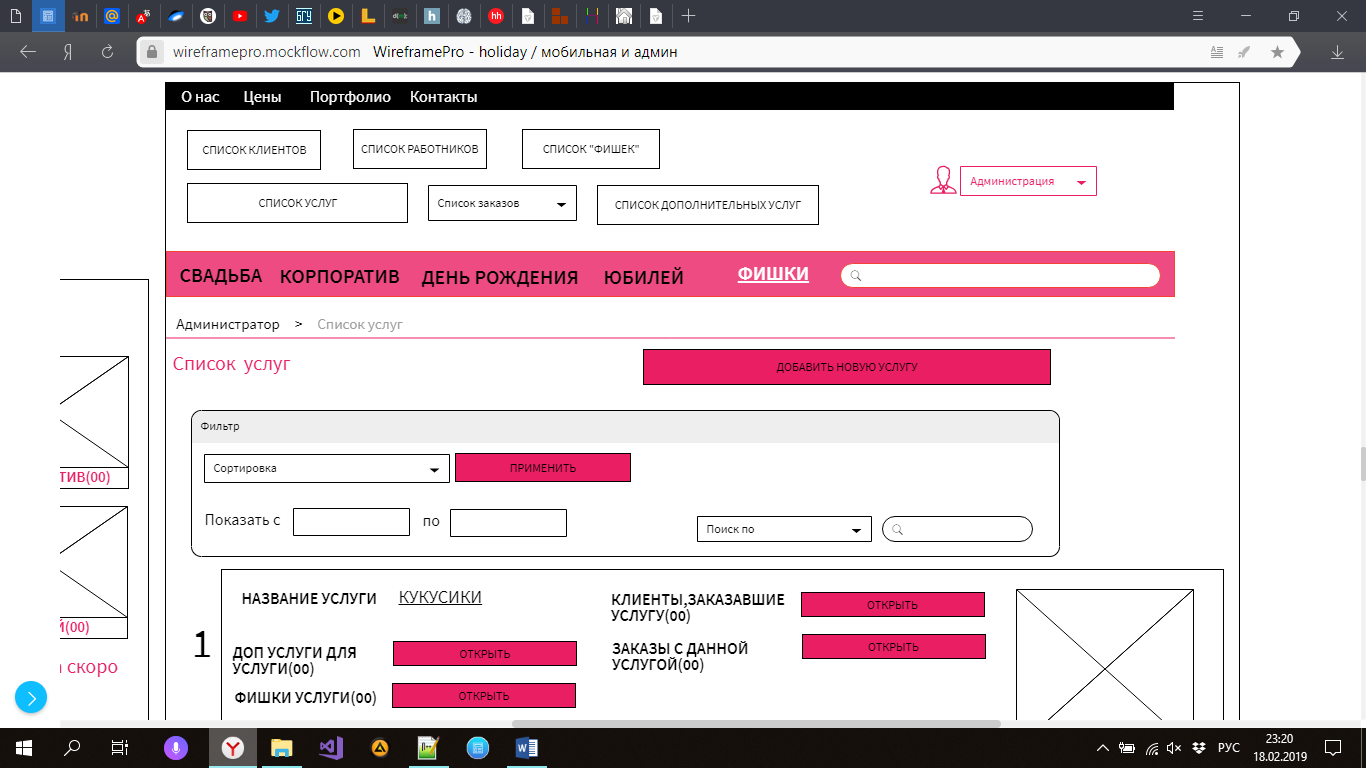 wireframepro.mockflow.com WireframePro - holiday / мобильная и админ
О нас Цены Портфолио Контакты
СПИСОК КЛИЕНТОВ СПИСОК РАБОТНИКОВ СПИСОК "ФИШЕК"
Администрация
СПИСОК УСЛУГ Список заказов СПИСОК ДОПОЛНИТЕЛЬНЫХ УСЛУГ
СВАДЬБА КОРПОРАТИВ ДЕНЬ РОЖДЕНИЯ ЮБИЛЕЙ ФИШКИ
Администратор > Список услуг
Список услуг ДОБАВИТЬ НОВУЮ УСЛУГУ
Фильтр
Сортировка ПРИМЕНИТЬ
ТИВ(00)
Показать с по Поиск по
НАЗВАНИЕ УСЛУГИ КУКУСИКИ
КЛИЕНТЫ,ЗАКАЗАВШИЕ
УСЛУГУ(00) ОТКРЫТЬ
1
ДОП УСЛУГИ ДЛЯ
УСЛУГИ(00) ОТКРЫТЬ
ЗАКАЗЫ С ДАННОЙ
УСЛУГОЙ(00) ОТКРЫТЬ
ФИШКИ УСЛУГИ(00) ОТКРЫТЬ
(00)
скоро
РУС
23:20
18.02.2019